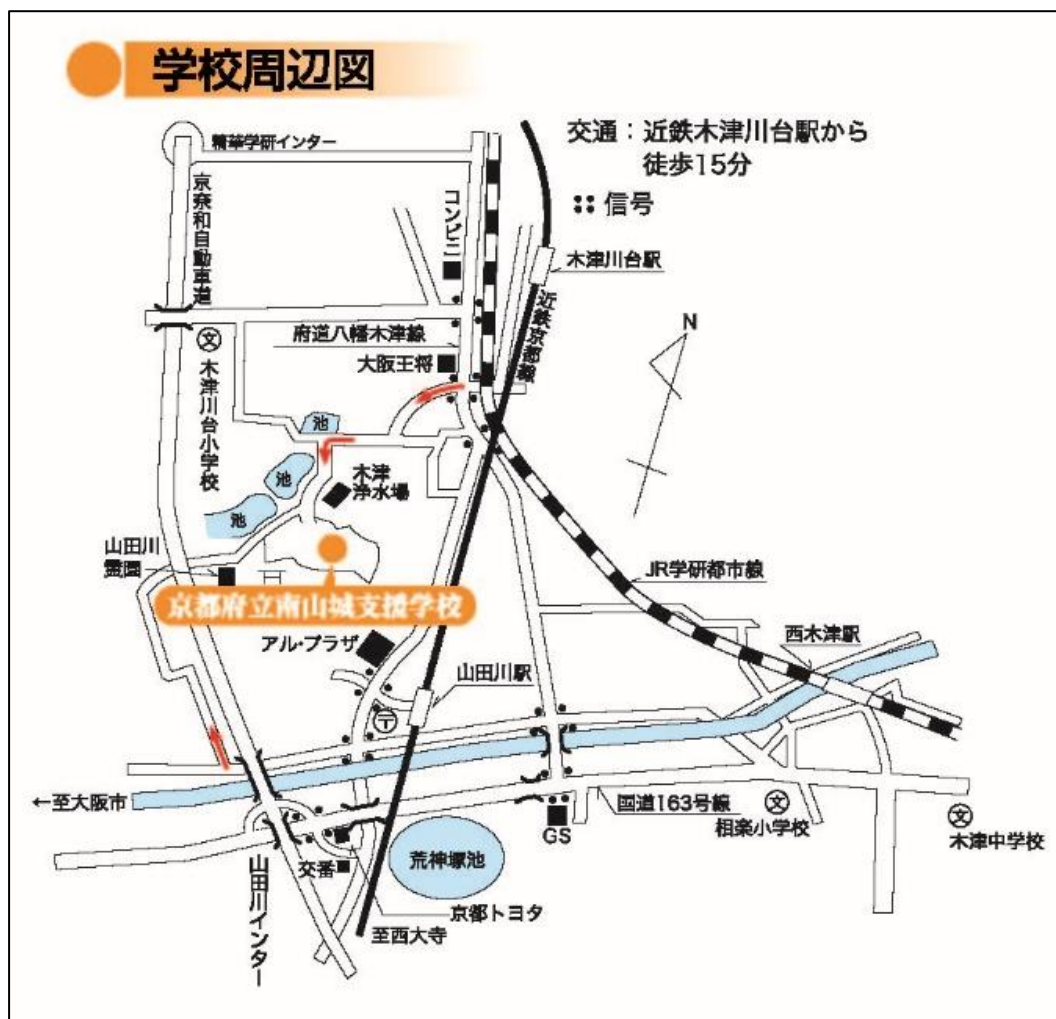 学校周辺図
交通：近鉄木津川台駅から
徒歩15分
信号
精華学研インター
京奈和自動車道
コンビニ
木津川台駅
近鉄京都線
府道八幡木津線
大阪王将
N
文
木津川台小学校
池
池
池
木津
浄水場
山田川
霊園
京都府立南山城支援学校
JR学研都市線
アル・プラザ
西木津駅
山田川駅
〒
←至大阪市
国道163号線
文
相楽小学校
文
木津中学校
GS
荒神塚池
交番
山田川インター
京都トヨタ
至西大寺